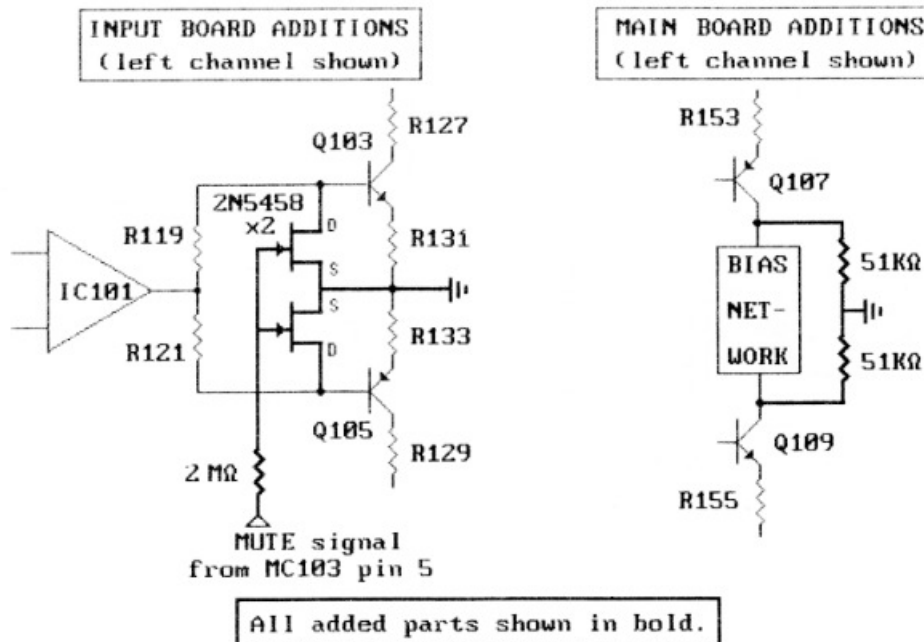 INPUT BOARD ADDITIONS
(left channel shown)
MAIN BOARD ADDITIONS
(left channel shown)
R127
Q103
2N5458
x2
D
R119
R131
S
IC101
S
R121
R133
D
Q105
R129
2 MΩ
MUTE signal
from MC103 pin 5
R153
Q107
BIAS
NET-
WORK
51KΩ
51KΩ
Q109
R155
All added parts shown in bold.